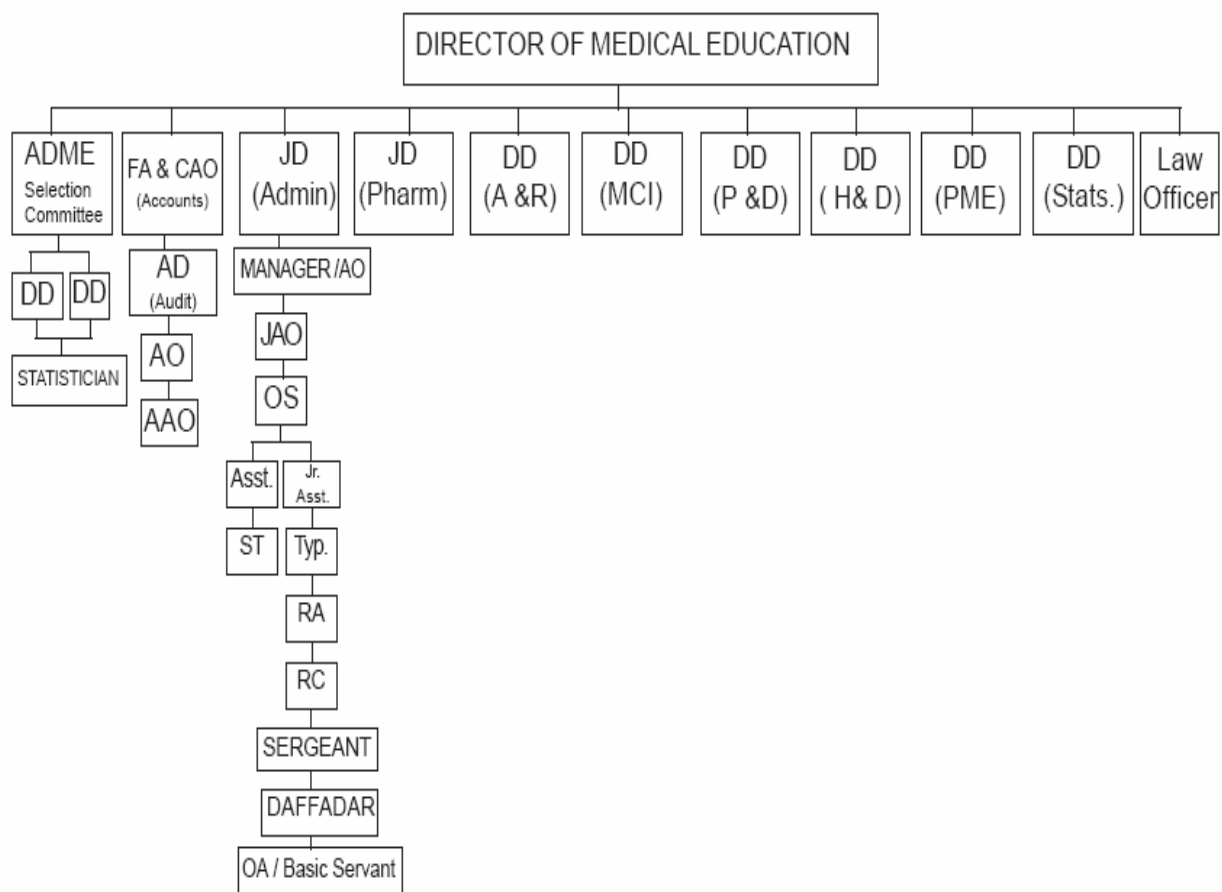 DIRECTOR OF MEDICAL EDUCATION
ADME
Selection
Committee
FA & CAO
(Accounts)
JD
(Admin)
JD
(Pharm)
DD
(A &R)
DD
(MCI)
DD
(P &D)
DD
( H& D)
DD
(PME)
DD
(Stats.)
Law
Officer
DD
DD
STATISTICIAN
AD
(Audit)
AO
AAO
MANAGER /AO
JAO
OS
Asst.
Jr.
Asst.
ST
Typ.
RA
RC
SERGEANT
DAFFADAR
OA / Basic Servant